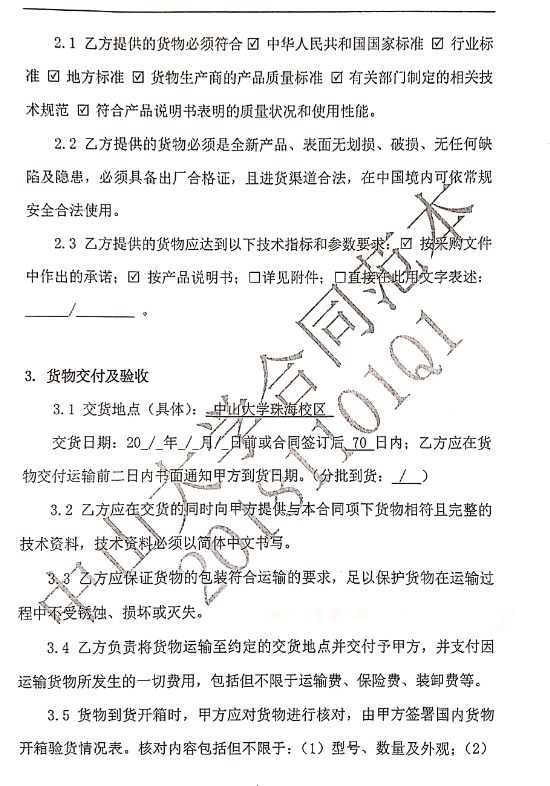 2.1 乙方提供的货物必须符合☑ 中华人民共和国国家标准 ☑ 行业标
准 ☑ 地方标准 ☑ 货物生产商的产品质量标准 ☑ 有关部门制定的相关技
术规范 ☑ 符合产品说明书表明的质量状况和使用性能。
2.2 乙方提供的货物必须是全新产品、表面无划损、破损、无任何缺
陷及隐患，必须具备出厂合格证，且进货渠道合法，在中国境内可依常规
安全合法使用。
2.3 乙方提供的货物应达到以下技术指标和参数要求：☑ 按采购文件
中作出的承诺；☑ 按产品说明书；☐详见附件；☐直接在此用文字表述：
______/________ 。
3. 货物交付及验收
3.1 交货地点（具体）： 中山大学珠海校区
交货日期：20_/_年_/_月/_日前或合同签订后_70_日内；乙方应在货
物交付运输前二日内书面通知甲方到货日期。（分批到货：_/_）
3.2 乙方应在交货的同时向甲方提供与本合同项下货物相符且完整的
技术资料，技术资料必须以简体中文书写。
3.3 乙方应保证货物的包装符合运输的要求，足以保护货物在运输过
程中不受锈蚀、损坏或灭失。
3.4 乙方负责将货物运输至约定的交货地点并交付予甲方，并支付因
运输货物所发生的一切费用，包括但不限于运输费、保险费、装卸费等。
3.5 货物到货开箱时，甲方应对货物进行核对，由甲方签署国内货物
开箱验货情况表。核对内容包括但不限于：（1）型号、数量及外观；（2）
中山大学合同范本
20181101Q1